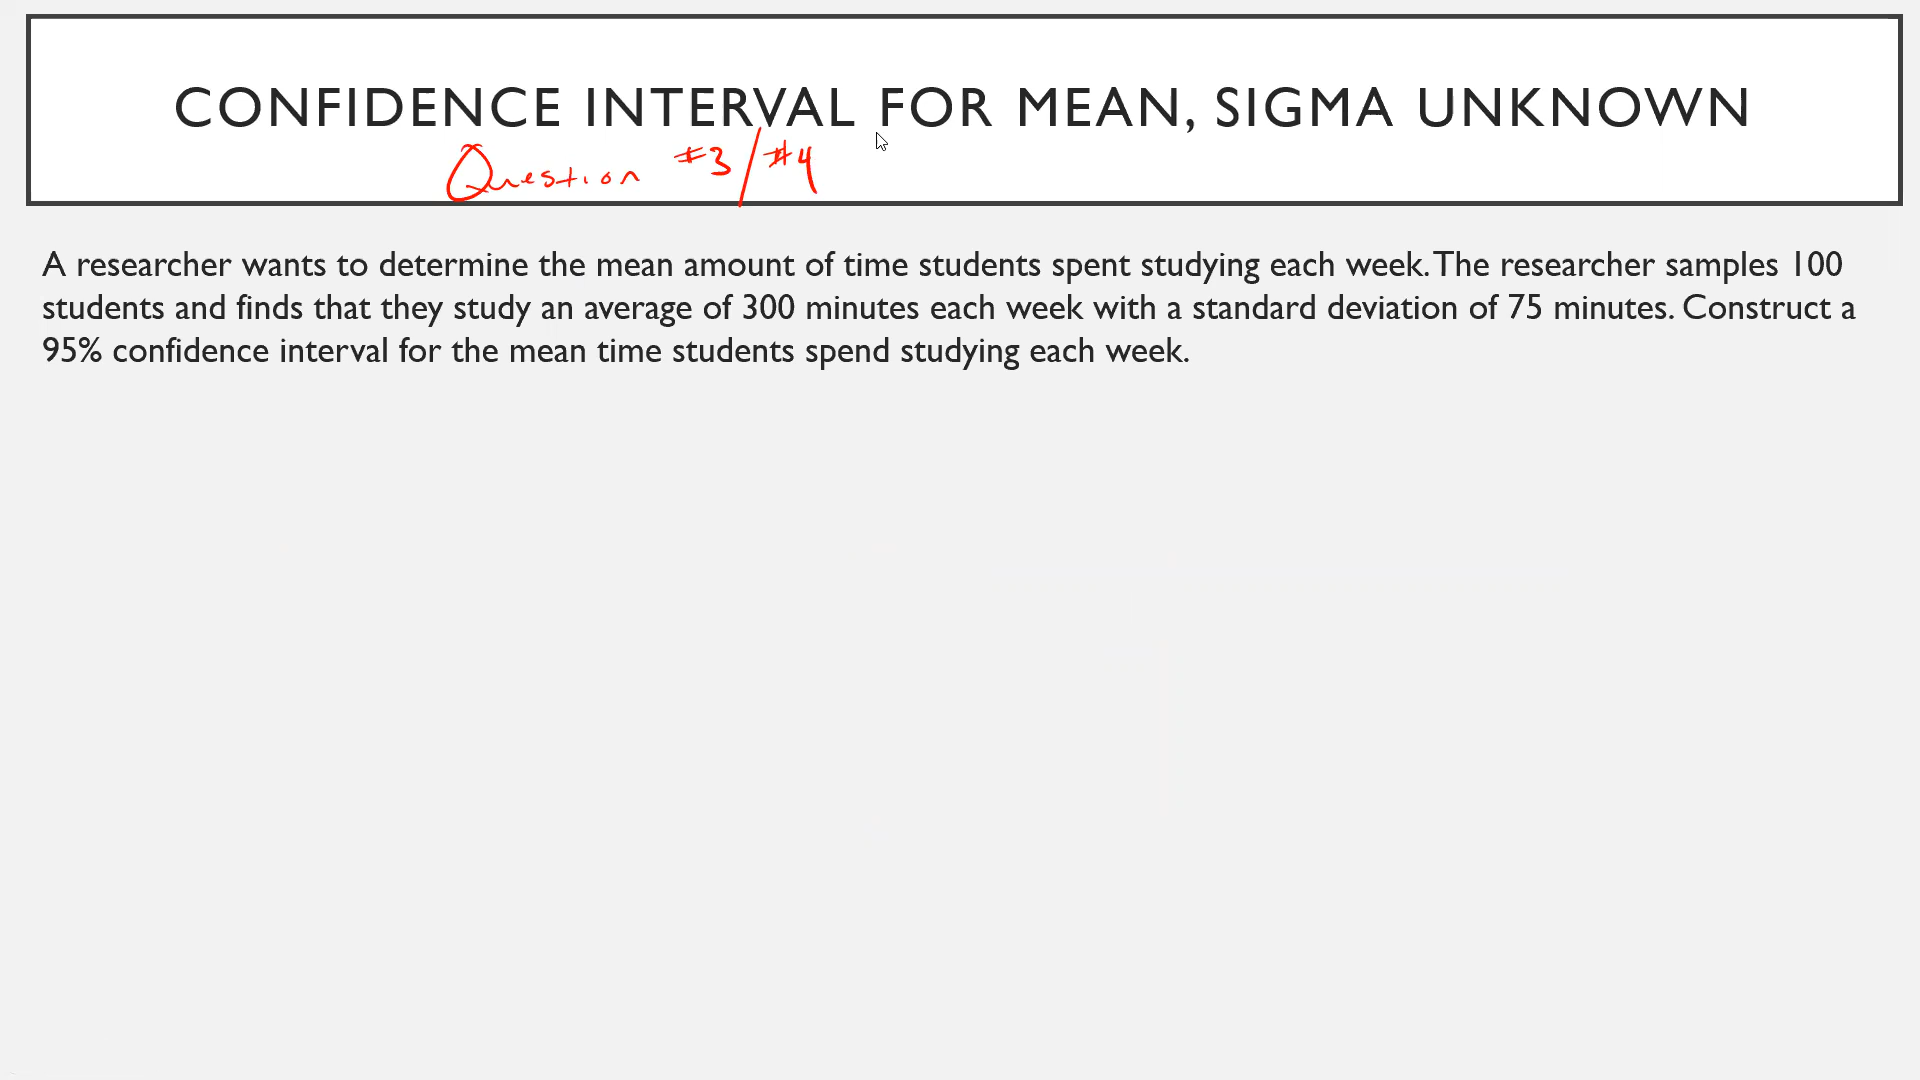 CONFIDENCE INTERVAL FOR MEAN, SIGMA UNKNOWN
Question #3/#4
A researcher wants to determine the mean amount of time students spent studying each week. The researcher samples 100
students and finds that they study an average of 300 minutes each week with a standard deviation of 75 minutes. Construct a
95% confidence interval for the mean time students spend studying each week.